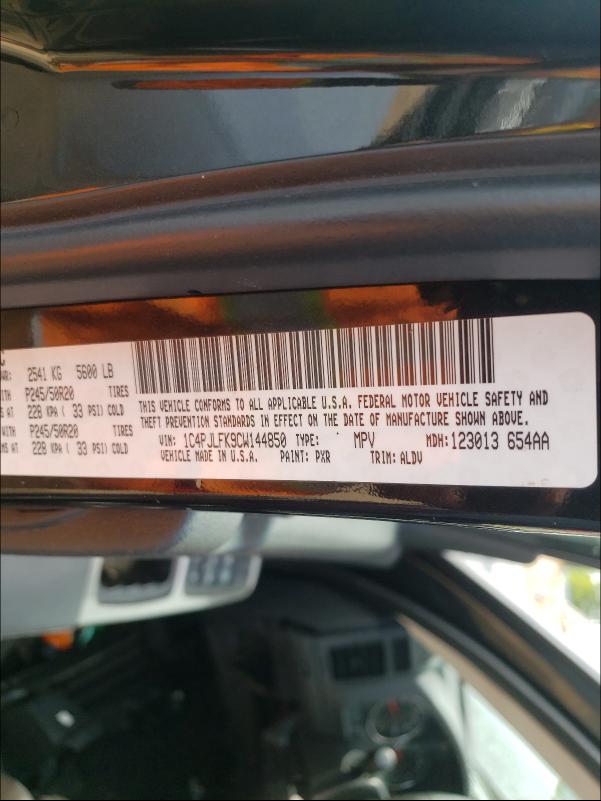 2541 KG 5600 LB
P245/50R20 TIRES
228 KPA ( 33 PSI) COLD
WITH P245/50R20 TIRES
228 KPA ( 33 PSI) COLD
THIS VEHICLE CONFORMS TO ALL APPLICABLE U.S.A. FEDERAL MOTOR VEHICLE SAFETY AND
THEFT PREVENTION STANDARDS IN EFFECT ON THE DATE OF MANUFACTURE SHOWN ABOVE.
VIN: 1C4PJLFK9CW144850 TYPE: MPV MDH: 123013 654AA
VEHICLE MADE IN U.S.A. PAINT: PXR TRIM: ALDV